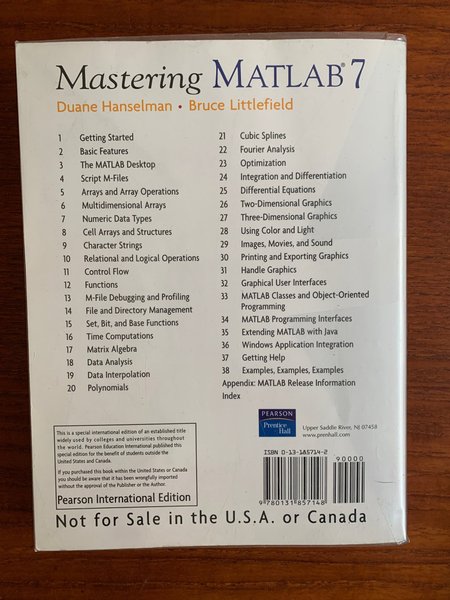 Mastering MATLAB® 7
Duane Hanselman • Bruce Littlefield
1 Getting Started
2 Basic Features
3 The MATLAB Desktop
4 Script M-Files
5 Arrays and Array Operations
6 Multidimensional Arrays
7 Numeric Data Types
8 Cell Arrays and Structures
9 Character Strings
10 Relational and Logical Operations
11 Control Flow
12 Functions
13 M-File Debugging and Profiling
14 File and Directory Management
15 Set, Bit, and Base Functions
16 Time Computations
17 Matrix Algebra
18 Data Analysis
19 Data Interpolation
20 Polynomials
21 Cubic Splines
22 Fourier Analysis
23 Optimization
24 Integration and Differentiation
25 Differential Equations
26 Two-Dimensional Graphics
27 Three-Dimensional Graphics
28 Using Color and Light
29 Images, Movies, and Sound
30 Printing and Exporting Graphics
31 Handle Graphics
32 Graphical User Interfaces
33 MATLAB Classes and Object-Oriented
Programming
34 MATLAB Programming Interfaces
35 Extending MATLAB with Java
36 Windows Application Integration
37 Getting Help
38 Examples, Examples, Examples
Appendix: MATLAB Release Information
Index
This is a special international edition of an established title
widely used by colleges and universities throughout the
world. Pearson Education International published this
special edition for the benefit of students outside the
United States and Canada.
If you purchased this book within the United States or Canada
you should be aware that it has been wrongfully imported
without the approval of the Publisher or the Author.
Pearson International Edition
PEARSON
Prentice
Hall
Upper Saddle River, NJ 07458
www.prenhall.com
ISBN 0-13-185714-2
90000
9 780131 857148
Not for Sale in the U.S.A. or Canada